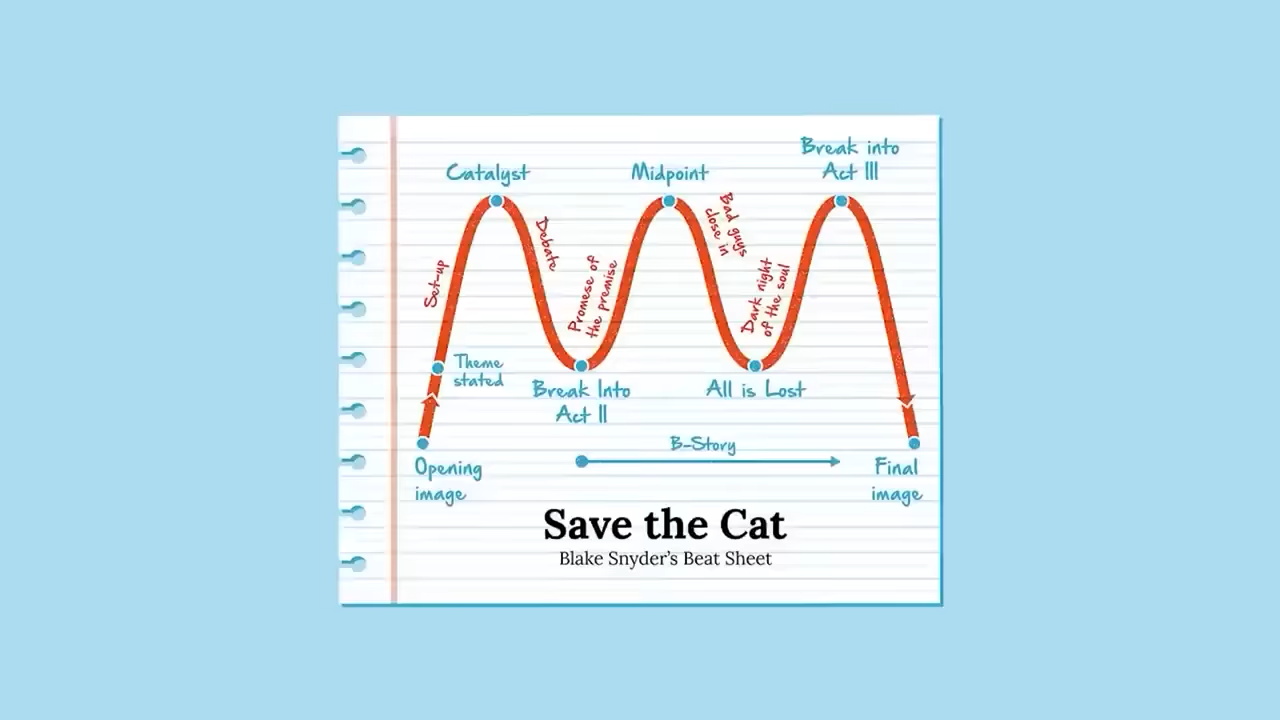 Break into
Act III
Catalyst
Midpoint
Set-up
Debate
Promese of
the premise
Bad guys
close in
Dark night
of the soul
Theme
stated
Break Into
Act II
All is Lost
B-Story
Opening
image
Final
image
Save the Cat
Blake Snyder's Beat Sheet